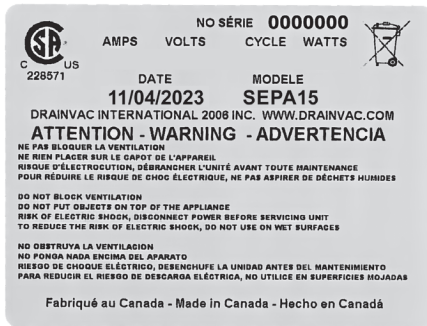 NO SÉRIE 0000000
AMPS VOLTS CYCLE WATTS
C US
228571
DATE MODELE
11/04/2023 SEPA15
DRAINVAC INTERNATIONAL 2006 INC. WWW.DRAINVAC.COM
ATTENTION - WARNING - ADVERTENCIA
NE PAS BLOQUER LA VENTILATION
NE RIEN PLACER SUR LE CAPOT DE L'APPAREIL
RISQUE D'ÉLECTROCUTION, DÉBRANCHER L'UNITÉ AVANT TOUTE MAINTENANCE
POUR RÉDUIRE LE RISQUE DE CHOC ÉLECTRIQUE, NE PAS ASPIRER DE DÉCHETS HUMIDES
DO NOT BLOCK VENTILATION
DO NOT PUT OBJECTS ON TOP OF THE APPLIANCE
RISK OF ELECTRIC SHOCK, DISCONNECT POWER BEFORE SERVICING UNIT
TO REDUCE THE RISK OF ELECTRIC SHOCK, DO NOT USE ON WET SURFACES
NO OBSTRUYA LA VENTILACION
NO PONGA NADA ENCIMA DEL APARATO
RIESGO DE CHOQUE ELÉCTRICO, DESENCHUFE LA UNIDAD ANTES DEL MANTENIMIENTO
PARA REDUCIR EL RIESGO DE DESCARGA ELÉCTRICA, NO UTILICE EN SUPERFICIES MOJADAS
Fabriqué au Canada - Made in Canada - Hecho en Canadá